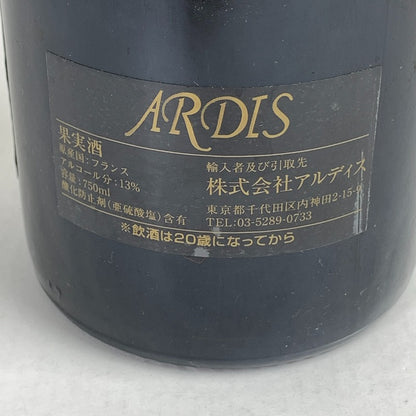 ARDIS
果実酒
原産国:フランス
アルコール分:13%
容量:750ml
酸化防止剤(亜硫酸塩)含有
輸入者及び引取先
株式会社アルディス
東京都千代田区内神田2-15-
TEL:03-5289-0733
※飲酒は20歳になってから